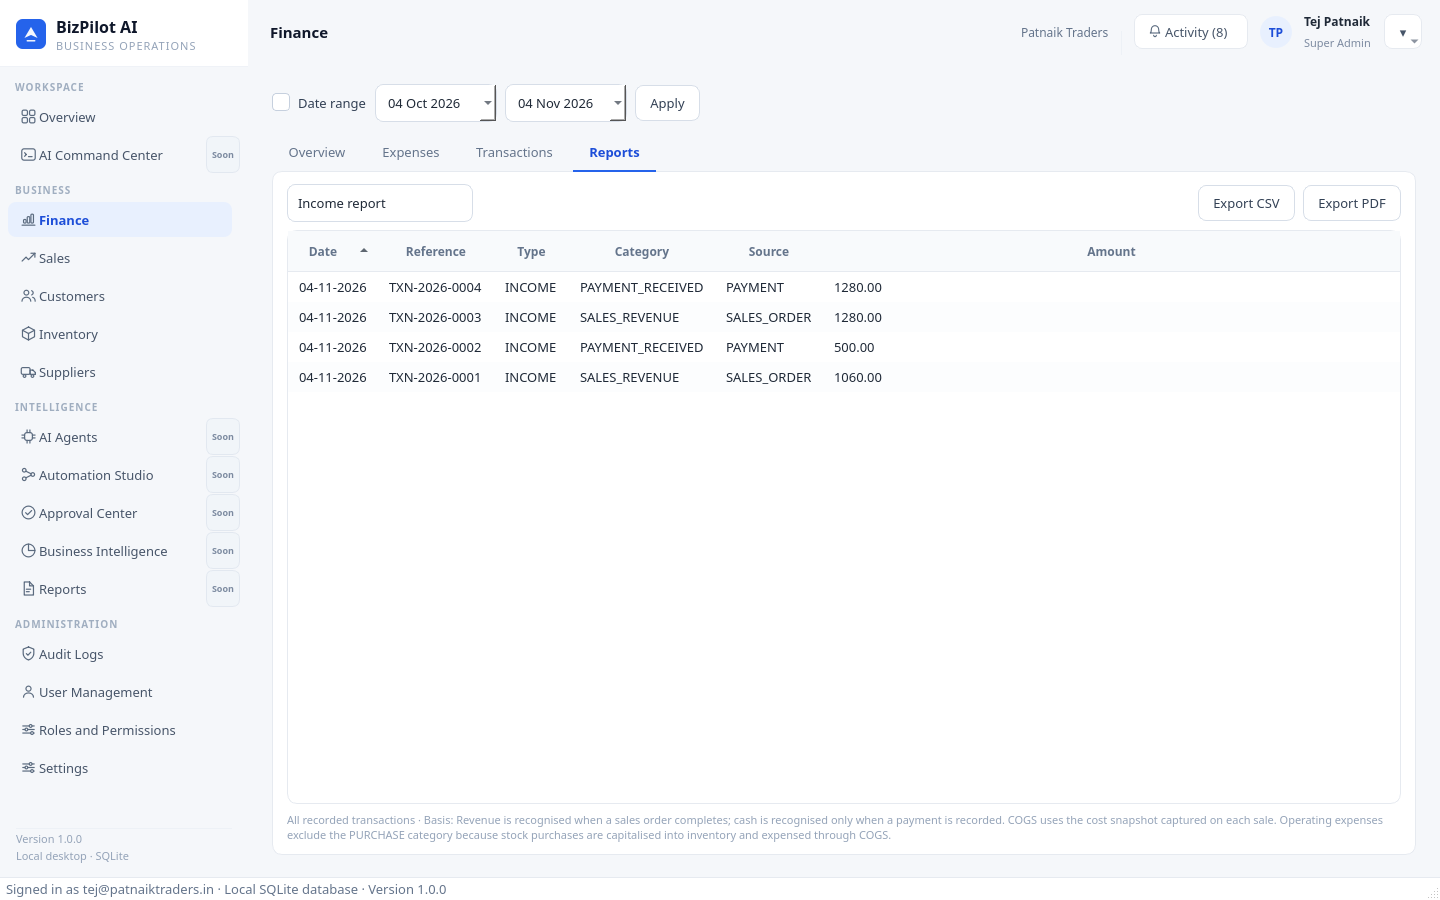 BizPilot AI
BUSINESS OPERATIONS
Finance
Patnaik Traders
Activity (8)
TP
Tej Patnaik
Super Admin
WORKSPACE
Overview
AI Command Center Soon
BUSINESS
Finance
Sales
Customers
Inventory
Suppliers
INTELLIGENCE
AI Agents Soon
Automation Studio Soon
Approval Center Soon
Business Intelligence Soon
Reports Soon
ADMINISTRATION
Audit Logs
User Management
Roles and Permissions
Settings
Version 1.0.0
Local desktop · SQLite
Date range 04 Oct 2026 04 Nov 2026 Apply
Overview Expenses Transactions Reports
Income report Export CSV Export PDF
Date Reference Type Category Source Amount
04-11-2026 TXN-2026-0004 INCOME PAYMENT_RECEIVED PAYMENT 1280.00
04-11-2026 TXN-2026-0003 INCOME SALES_REVENUE SALES_ORDER 1280.00
04-11-2026 TXN-2026-0002 INCOME PAYMENT_RECEIVED PAYMENT 500.00
04-11-2026 TXN-2026-0001 INCOME SALES_REVENUE SALES_ORDER 1060.00
All recorded transactions · Basis: Revenue is recognised when a sales order completes; cash is recognised only when a payment is recorded. COGS uses the cost snapshot captured on each sale. Operating expenses
exclude the PURCHASE category because stock purchases are capitalised into inventory and expensed through COGS.
Signed in as tej@patnaiktraders.in · Local SQLite database · Version 1.0.0